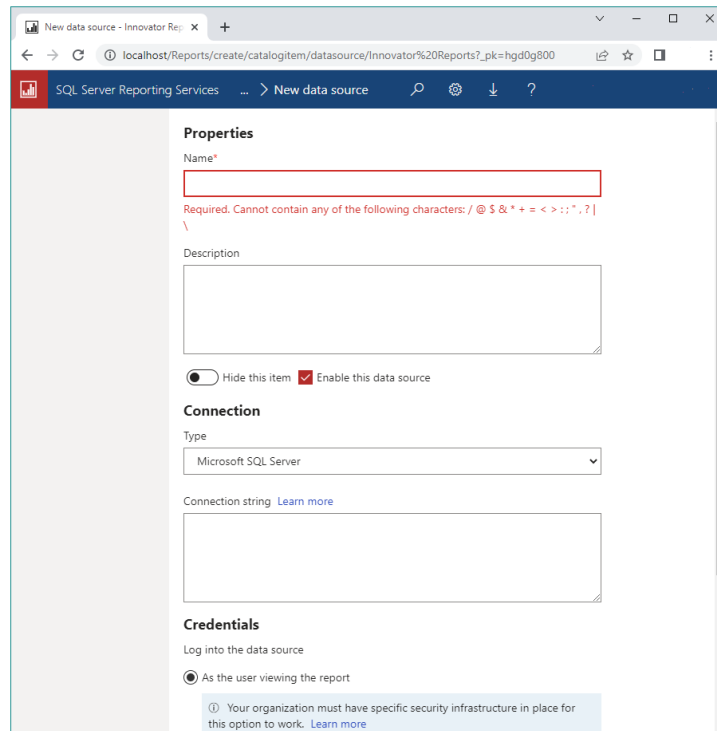 New data source - Innovator Rep
localhost/Reports/create/catalogitem/datasource/Innovator%20Reports?_pk=hgd0g800
SQL Server Reporting Services ... > New data source ?
Properties
Name*
Required. Cannot contain any of the following characters: / @ $ & * + = < > : ; " , ? |
\
Description
Hide this item Enable this data source
Connection
Type
Microsoft SQL Server
Connection string Learn more
Credentials
Log into the data source
As the user viewing the report
Your organization must have specific security infrastructure in place for
this option to work. Learn more